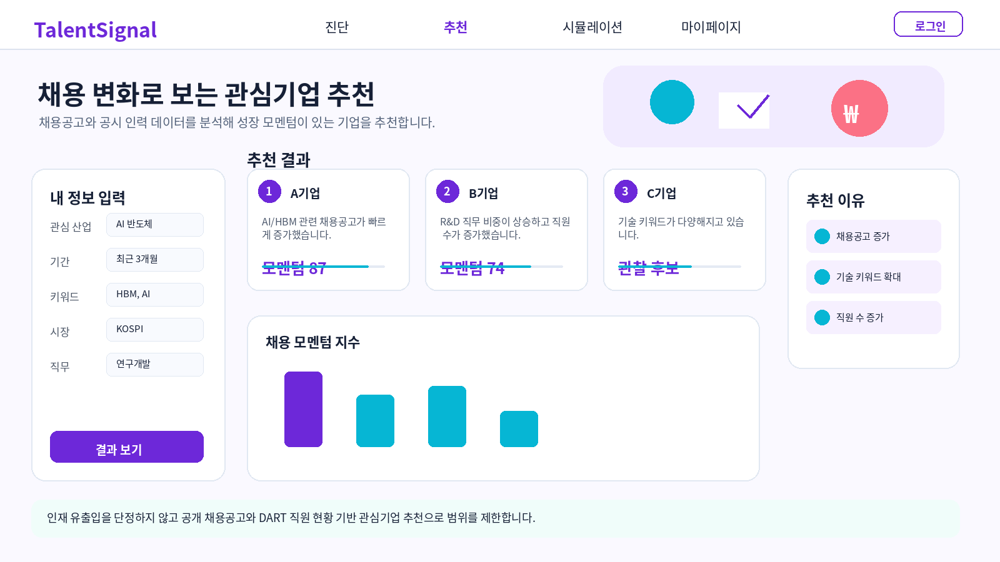 TalentSignal
진단
추천
시뮬레이션
마이페이지
로그인
채용 변화로 보는 관심기업 추천
채용공고와 공시 인력 데이터를 분석해 성장 모멘텀이 있는 기업을 추천합니다.
₩
내 정보 입력
관심 산업
AI 반도체
기간
최근 3개월
키워드
HBM, AI
시장
KOSPI
직무
연구개발
결과 보기
추천 결과
1
A기업
AI/HBM 관련 채용공고가 빠르
게 증가했습니다.
모멘텀 87
2
B기업
R&D 직무 비중이 상승하고 직원
수가 증가했습니다.
모멘텀 74
3
C기업
기술 키워드가 다양해지고 있습
니다.
관찰 후보
채용 모멘텀 지수
추천 이유
채용공고 증가
기술 키워드 확대
직원 수 증가
인재 유출입을 단정하지 않고 공개 채용공고와 DART 직원 현황 기반 관심기업 추천으로 범위를 제한합니다.